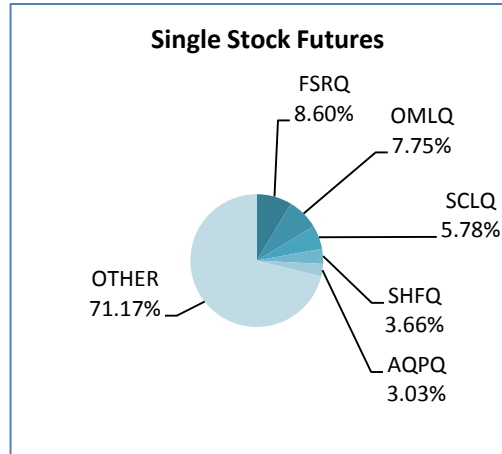 Single Stock Futures
FSRQ
8.60%
OMLQ
7.75%
SCLQ
5.78%
SHFQ
3.66%
AQPQ
3.03%
OTHER
71.17%